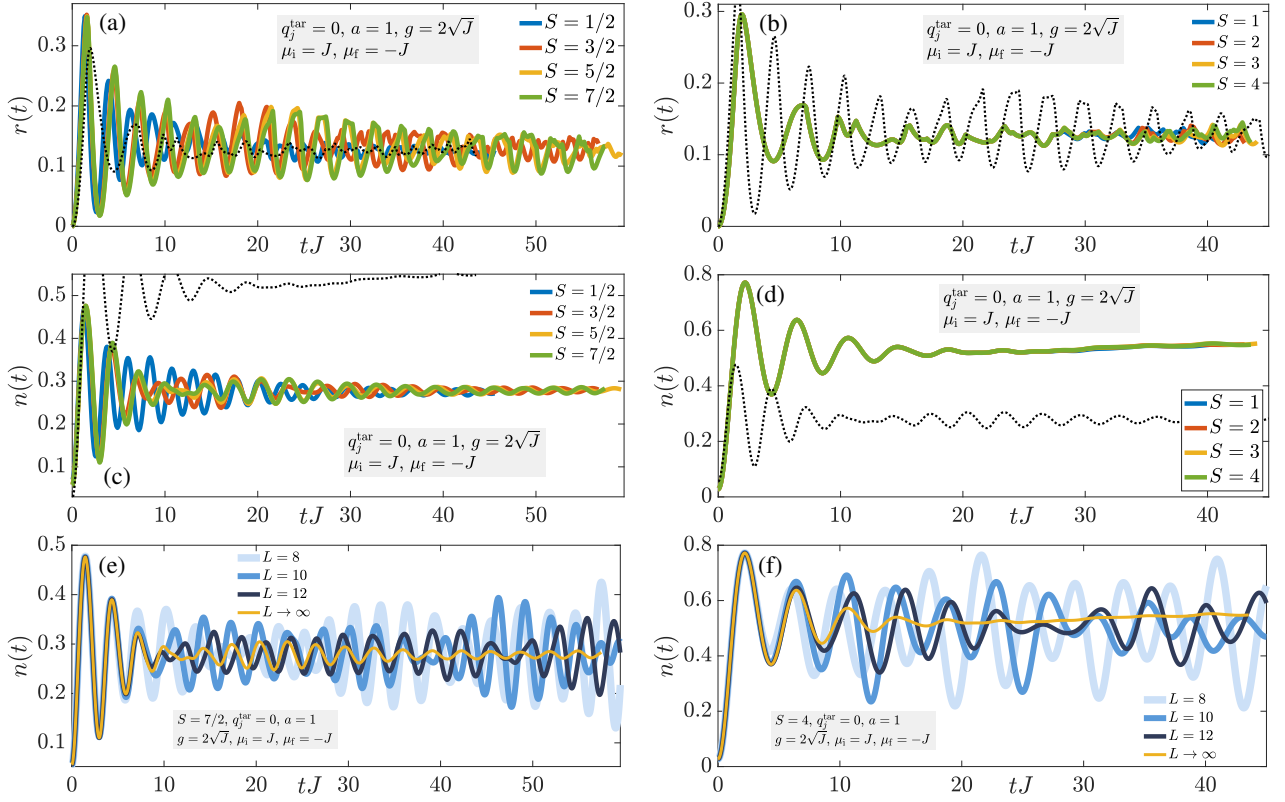 (a)
q_j^tar = 0, a = 1, g = 2√J
μ_i = J, μ_f = −J
S = 1/2
S = 3/2
S = 5/2
S = 7/2
r(t)
0.3
0.2
0.1
0
0 10 20 30 40 50
tJ
(b)
q_j^tar = 0, a = 1, g = 2√J
μ_i = J, μ_f = −J
S = 1
S = 2
S = 3
S = 4
r(t)
0.3
0.2
0.1
0
0 10 20 30 40
tJ
(c)
S = 1/2
S = 3/2
S = 5/2
S = 7/2
q_j^tar = 0, a = 1, g = 2√J
μ_i = J, μ_f = −J
n(t)
0.5
0.4
0.3
0.2
0.1
0 10 20 30 40 50
tJ
(d)
q_j^tar = 0, a = 1, g = 2√J
μ_i = J, μ_f = −J
S = 1
S = 2
S = 3
S = 4
n(t)
0.8
0.6
0.4
0.2
0
0 10 20 30 40
tJ
(e)
L = 8
L = 10
L = 12
L → ∞
S = 7/2, q_j^tar = 0, a = 1
g = 2√J, μ_i = J, μ_f = −J
n(t)
0.5
0.4
0.3
0.2
0.1
0 10 20 30 40 50
tJ
(f)
S = 4, q_j^tar = 0, a = 1
g = 2√J, μ_i = J, μ_f = −J
L = 8
L = 10
L = 12
L → ∞
n(t)
0.8
0.6
0.4
0.2
0
0 10 20 30 40
tJ